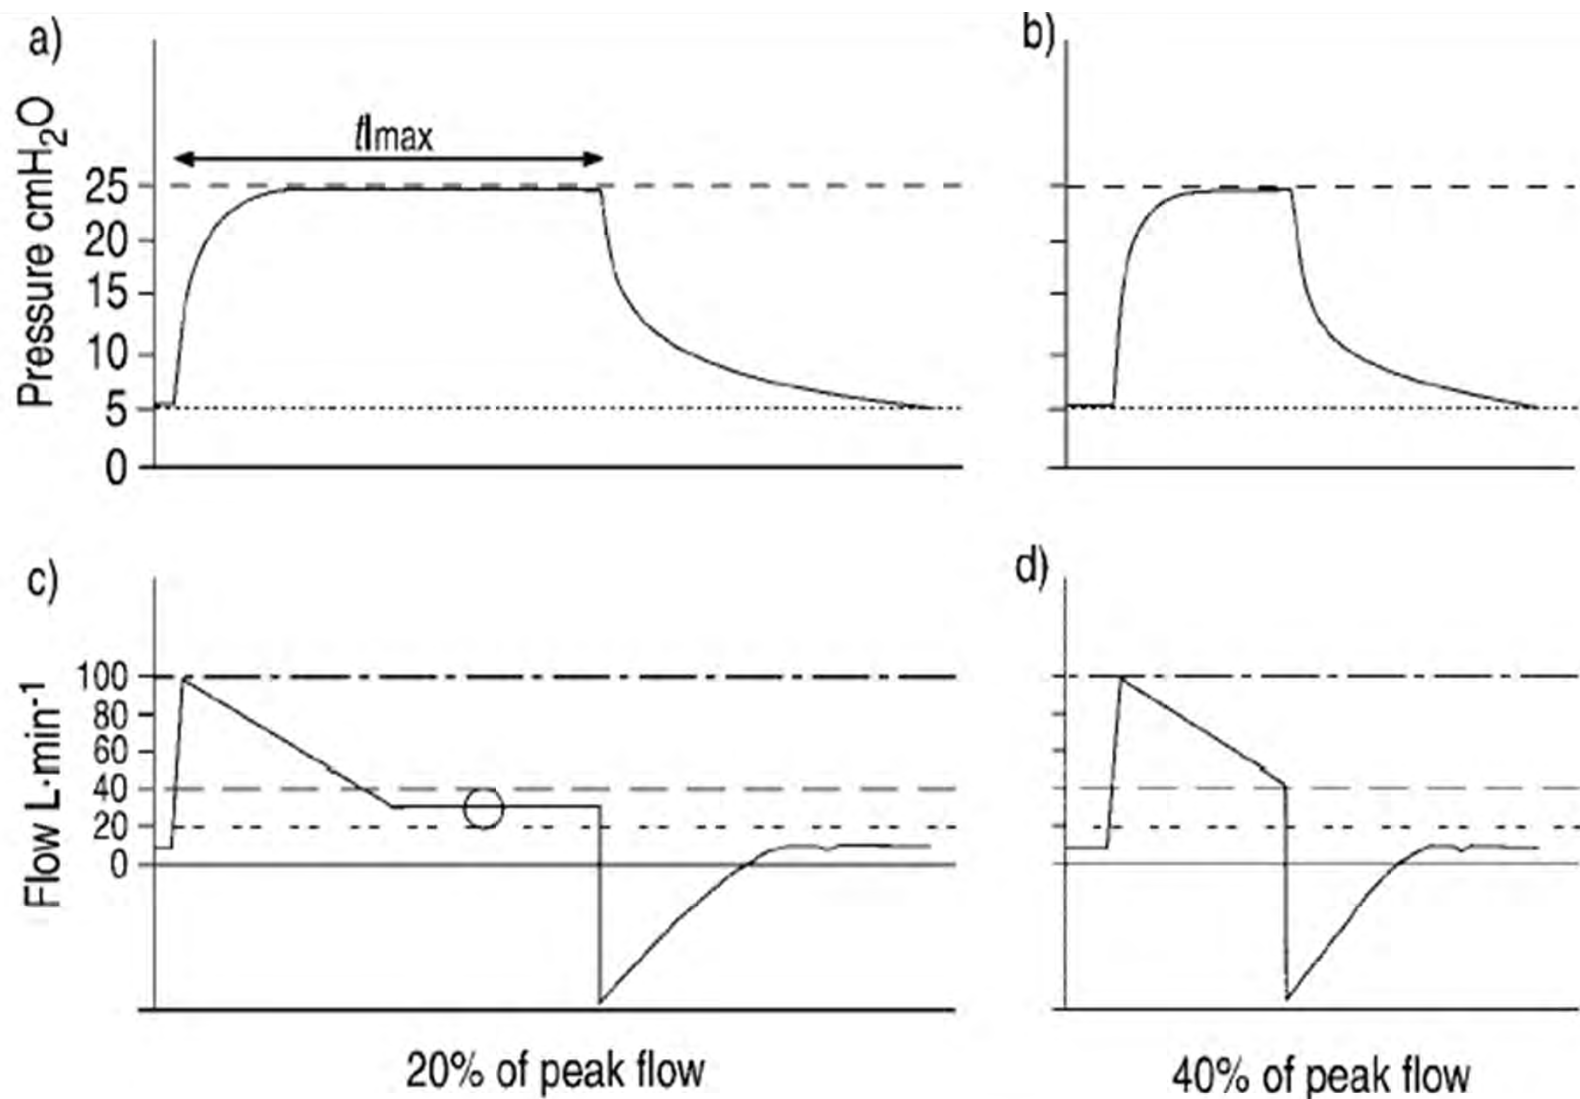 a)
b)
Pressure cmH₂O
tImax
25
20
15
10
5
0
c)
d)
Flow L·min⁻¹
100
80
60
40
20
0
20% of peak flow
40% of peak flow